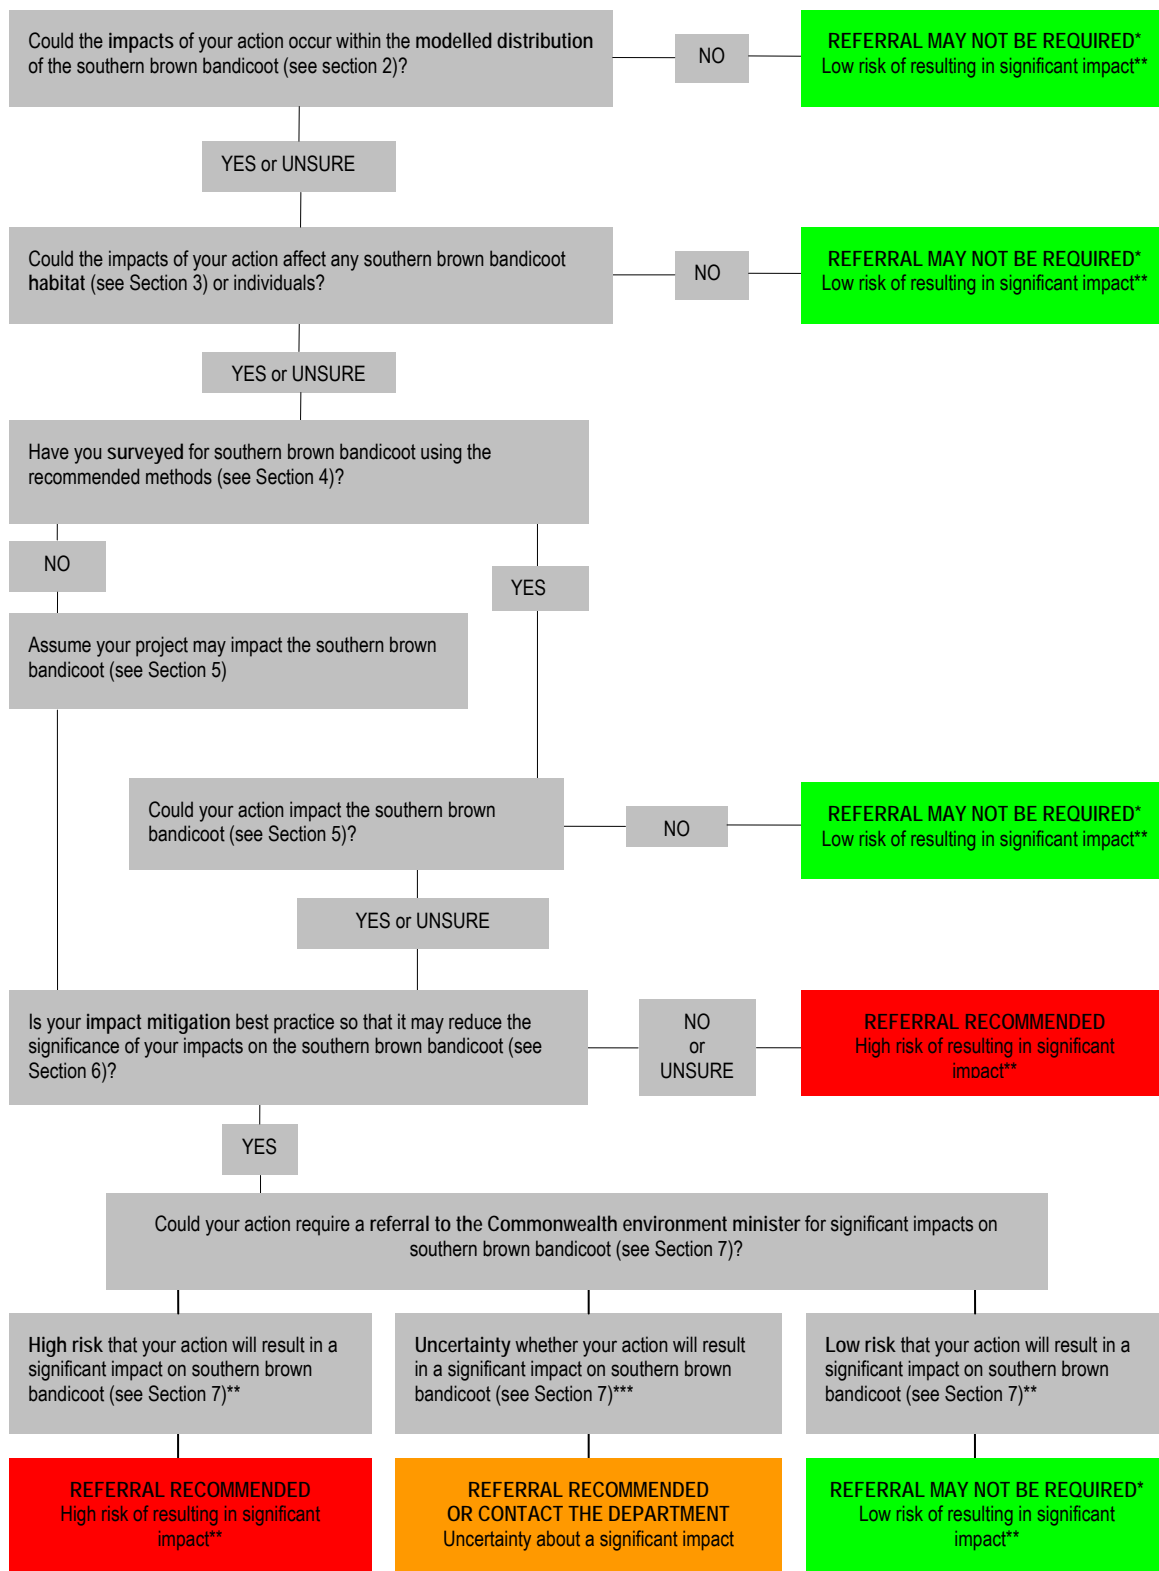 Could the impacts of your action occur within the modelled distribution
of the southern brown bandicoot (see section 2)?
NO
REFERRAL MAY NOT BE REQUIRED*
Low risk of resulting in significant impact**
YES or UNSURE
Could the impacts of your action affect any southern brown bandicoot
habitat (see Section 3) or individuals?
NO
REFERRAL MAY NOT BE REQUIRED*
Low risk of resulting in significant impact**
YES or UNSURE
Have you surveyed for southern brown bandicoot using the
recommended methods (see Section 4)?
NO
YES
Assume your project may impact the southern brown
bandicoot (see Section 5)
Could your action impact the southern brown
bandicoot (see Section 5)?
NO
REFERRAL MAY NOT BE REQUIRED*
Low risk of resulting in significant impact**
YES or UNSURE
Is your impact mitigation best practice so that it may reduce the
significance of your impacts on the southern brown bandicoot (see
Section 6)?
NO
or
UNSURE
REFERRAL RECOMMENDED
High risk of resulting in significant
impact**
YES
Could your action require a referral to the Commonwealth environment minister for significant impacts on
southern brown bandicoot (see Section 7)?
High risk that your action will result in a
significant impact on southern brown
bandicoot (see Section 7)**
Uncertainty whether your action will result
in a significant impact on southern brown
bandicoot (see Section 7)***
Low risk that your action will result in a
significant impact on southern brown
bandicoot (see Section 7)**
REFERRAL RECOMMENDED
High risk of resulting in significant
impact**
REFERRAL RECOMMENDED
OR CONTACT THE DEPARTMENT
Uncertainty about a significant impact
REFERRAL MAY NOT BE REQUIRED*
Low risk of resulting in significant
impact**